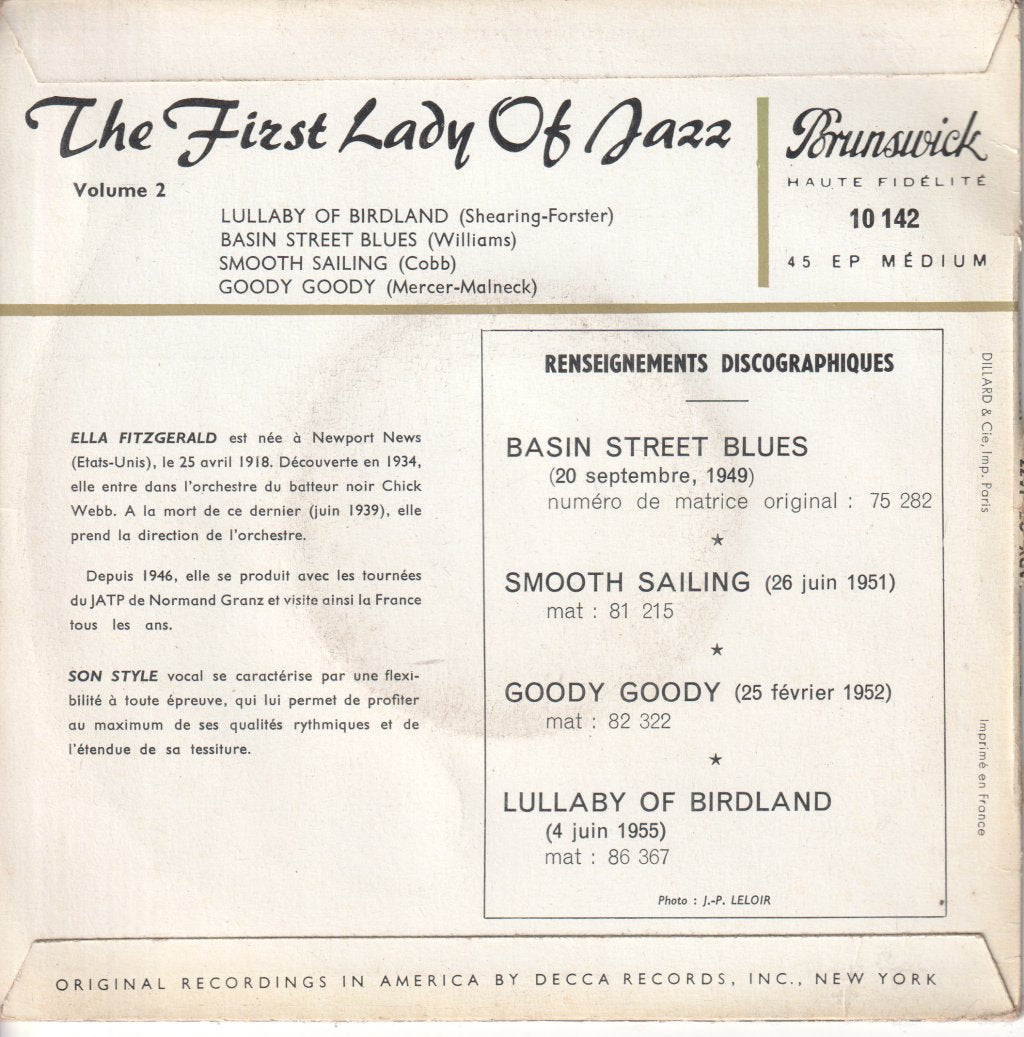 The First Lady Of Jazz
Volume 2
LULLABY OF BIRDLAND (Shearing-Forster)
BASIN STREET BLUES (Williams)
SMOOTH SAILING (Cobb)
GOODY GOODY (Mercer-Malneck)
Brunswick
HAUTE FIDÉLITÉ
10 142
45 EP MÉDIUM
ELLA FITZGERALD est née à Newport News
(Etats-Unis), le 25 avril 1918. Découverte en 1934,
elle entre dans l'orchestre du batteur noir Chick
Webb. A la mort de ce dernier (juin 1939), elle
prend la direction de l'orchestre.
Depuis 1946, elle se produit avec les tournées
du JATP de Normand Granz et visite ainsi la France
tous les ans.
SON STYLE vocal se caractérise par une flexi-
bilité à toute épreuve, qui lui permet de profiter
au maximum de ses qualités rythmiques et de
l'étendue de sa tessiture.
RENSEIGNEMENTS DISCOGRAPHIQUES
BASIN STREET BLUES
(20 septembre, 1949)
numéro de matrice original : 75 282
SMOOTH SAILING (26 juin 1951)
mat : 81 215
GOODY GOODY (25 février 1952)
mat : 82 322
LULLABY OF BIRDLAND
(4 juin 1955)
mat : 86 367
Photo : J.-P. LELOIR
DILLARD & Cie, Imp. Paris
Imprimé en France
ORIGINAL RECORDINGS IN AMERICA BY DECCA RECORDS, INC., NEW YORK